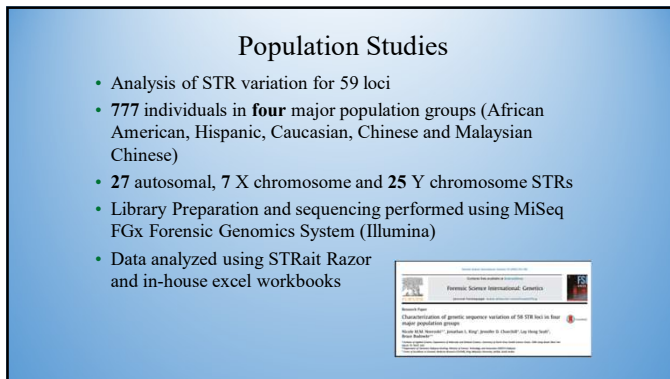 Population Studies
• Analysis of STR variation for 59 loci
• 777 individuals in four major population groups (African
American, Hispanic, Caucasian, Chinese and Malaysian
Chinese)
• 27 autosomal, 7 X chromosome and 25 Y chromosome STRs
• Library Preparation and sequencing performed using MiSeq
FGx Forensic Genomics System (Illumina)
• Data analyzed using STRait Razor
and in-house excel workbooks
Forensic Science International: Genetics
Research Paper
Characterization of genetic sequence variation of 58 STR loci in four
major population groups